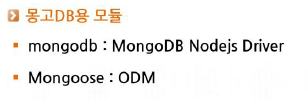 몽고DB용 모듈
mongodb : MongoDB Nodejs Driver
Mongoose : ODM